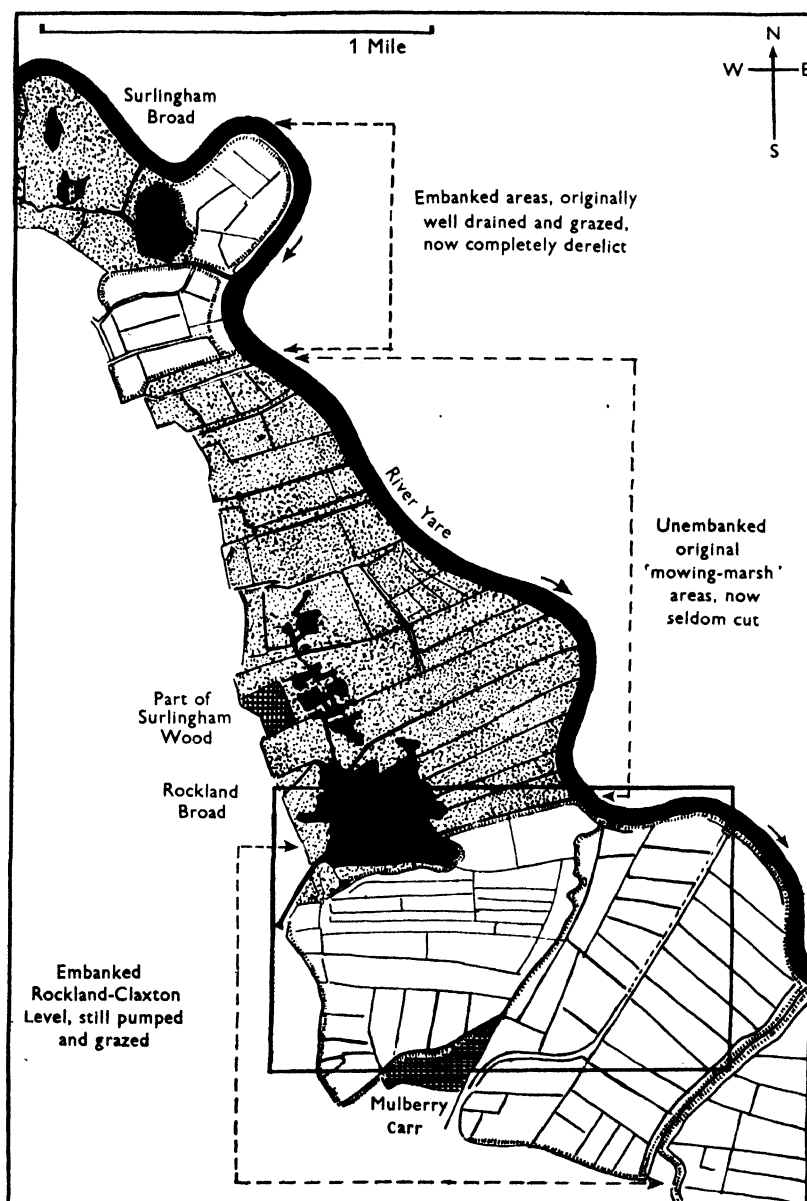 1 Mile
N
W
E
S
Surlingham
Broad
Embanked areas, originally
well drained and grazed,
now completely derelict
River Yare
Unembanked
original
'mowing-marsh'
areas, now
seldom cut
Part of
Surlingham
Wood
Rockland
Broad
Embanked
Rockland-Claxton
Level, still pumped
and grazed
Mulberry
Carr